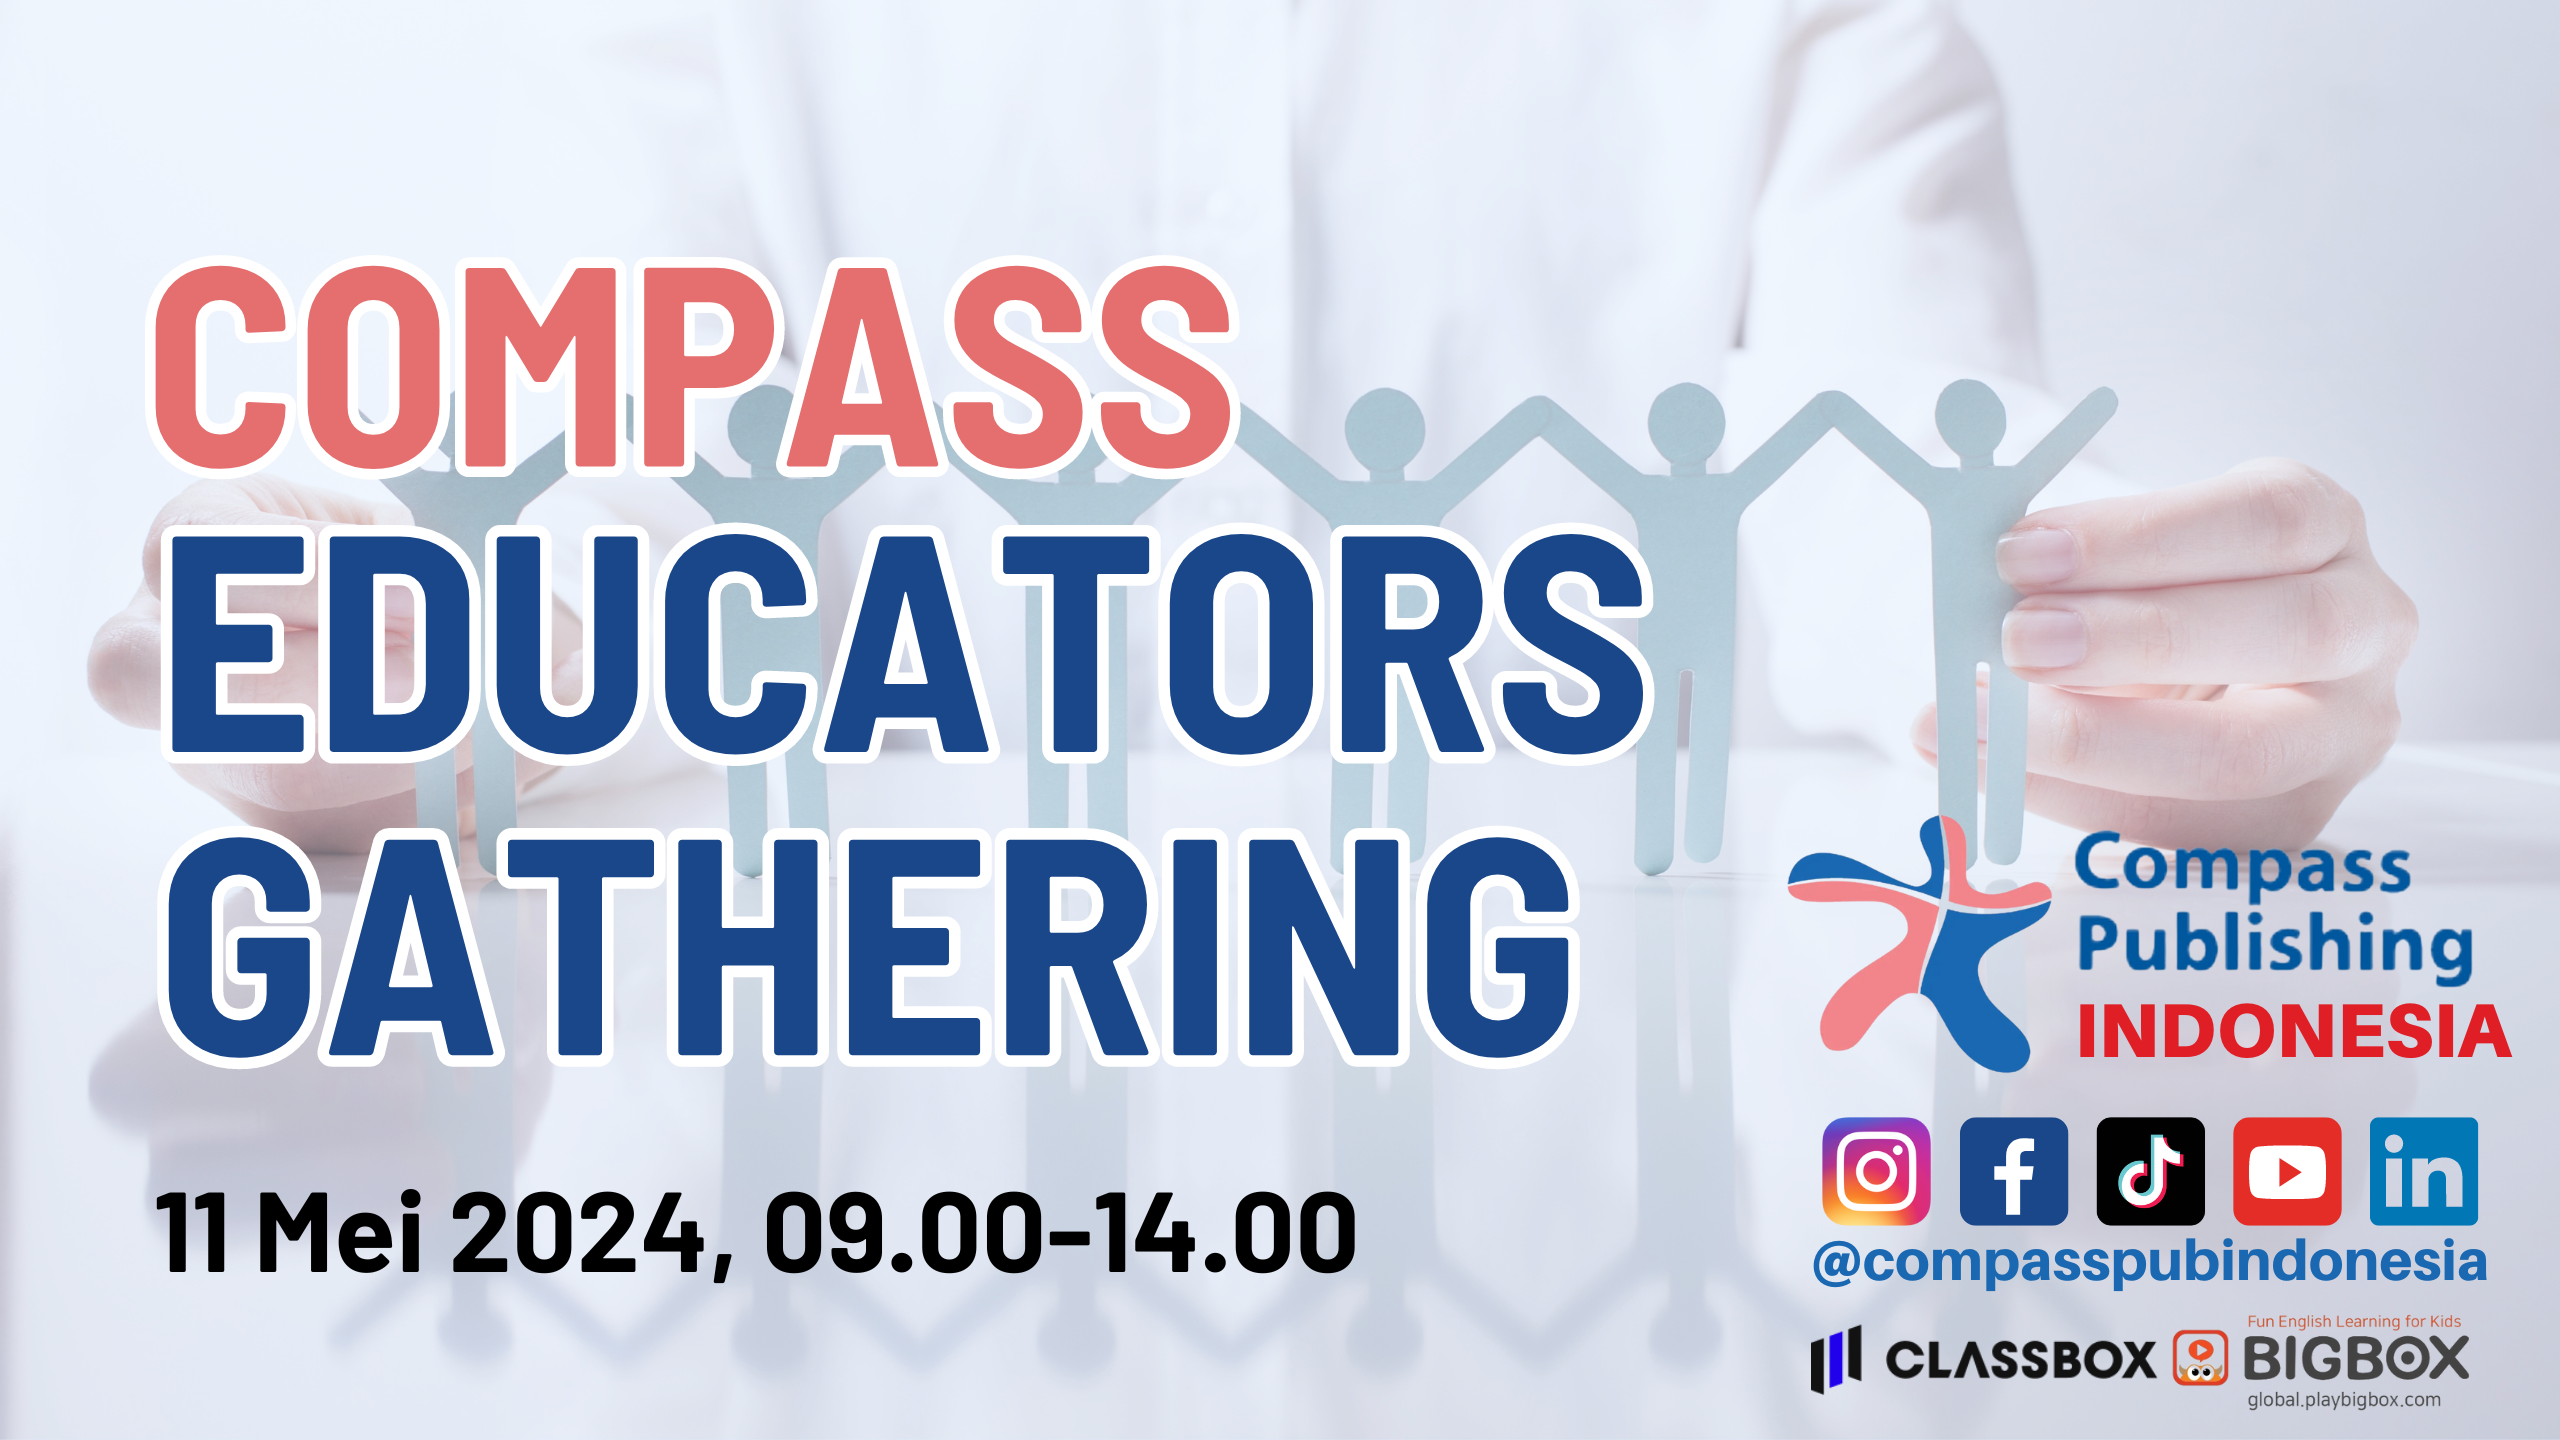 COMPASS
EDUCATORS
GATHERING
11 Mei 2024, 09.00-14.00
Compass
Publishing
INDONESIA
@compasspubindonesia
CLASSBOX
Fun English Learning for Kids
BIGBOX
global.playbigbox.com